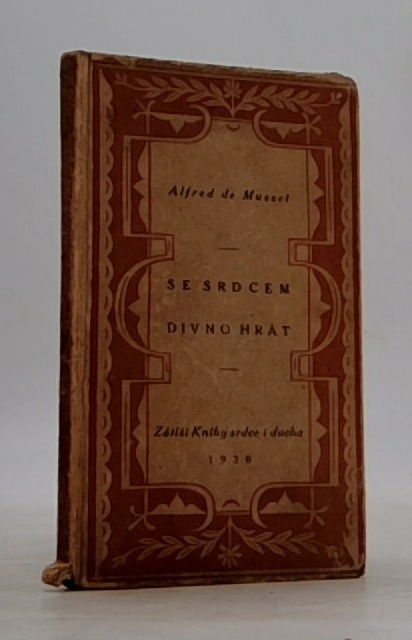 Alfred de Musset
SE SRDCEM
DIVNO HRÁT
Zátiší Knihy srdce i ducha
1920